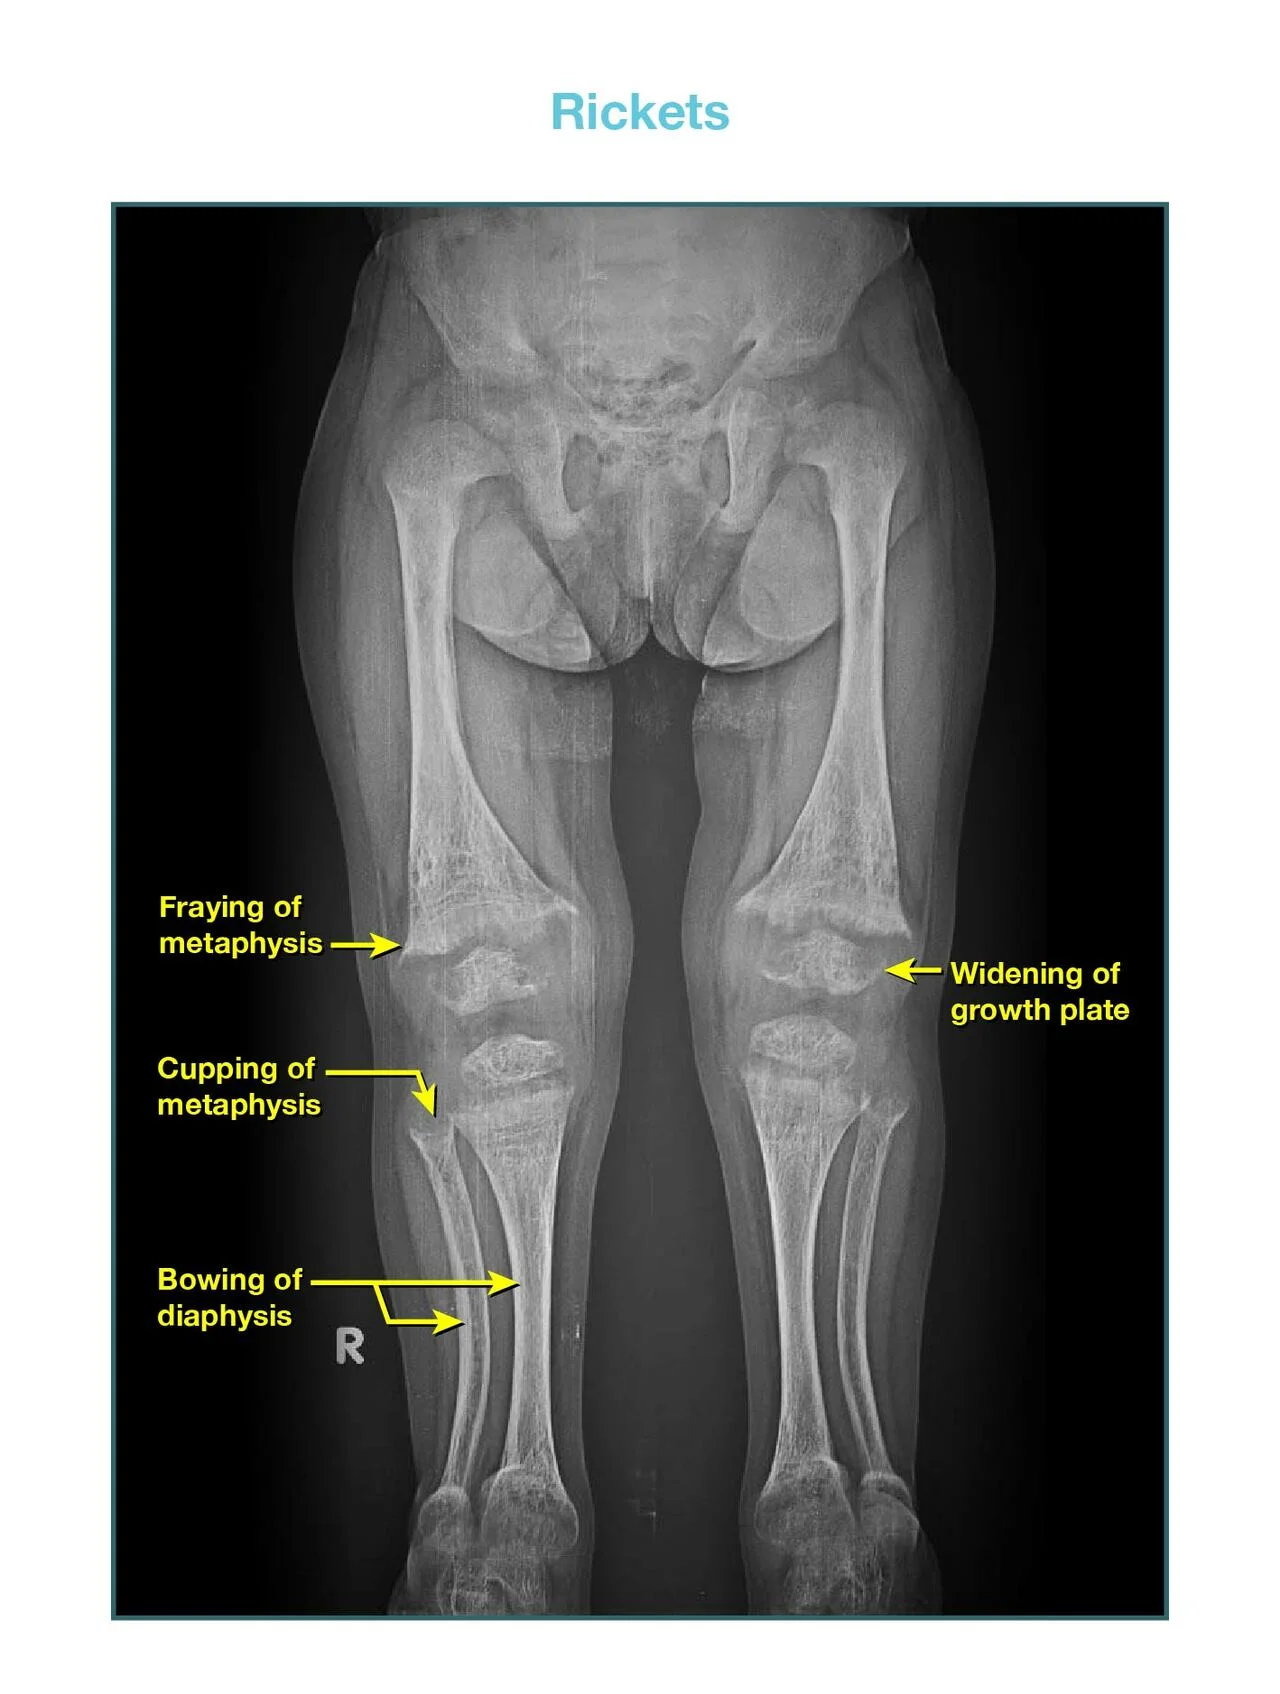 Rickets
Fraying of
metaphysis
Widening of
growth plate
Cupping of
metaphysis
Bowing of
diaphysis
R